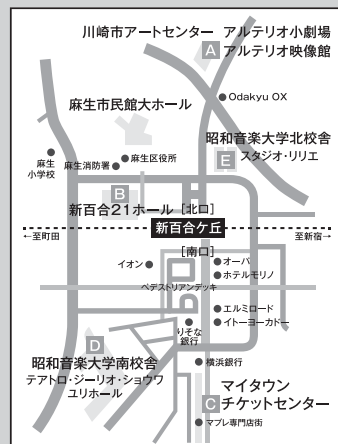 川崎市アートセンター アルテリオ小劇場
A アルテリオ映像館
Odakyu OX
麻生市民館大ホール
昭和音楽大学北校舎
E スタジオ・リリエ
麻生小学校
麻生消防署
麻生区役所
B
新百合21ホール
[北口]
←至町田
新百合ケ丘
至新宿→
[南口]
イオン
オーパ
ホテルモリノ
ペデストリアンデッキ
エルミロード
イトーヨーカドー
りそな
銀行
D
昭和音楽大学南校舎
テアトロ・ジーリオ・ショウワ
ユリホール
横浜銀行
マイタウン
C チケットセンター
マプレ専門店街